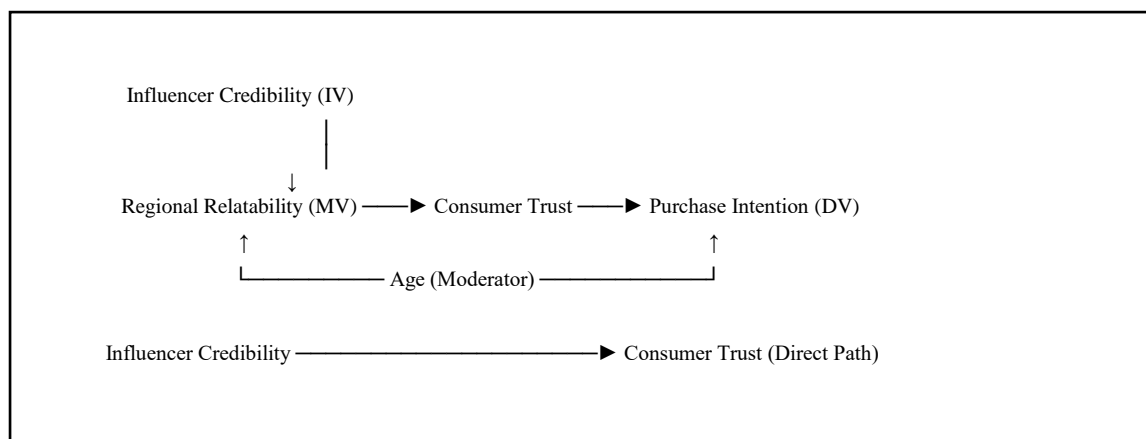 Influencer Credibility (IV)
Regional Relatability (MV) ───► Consumer Trust ───► Purchase Intention (DV)
Age (Moderator)
Influencer Credibility ───► Consumer Trust (Direct Path)